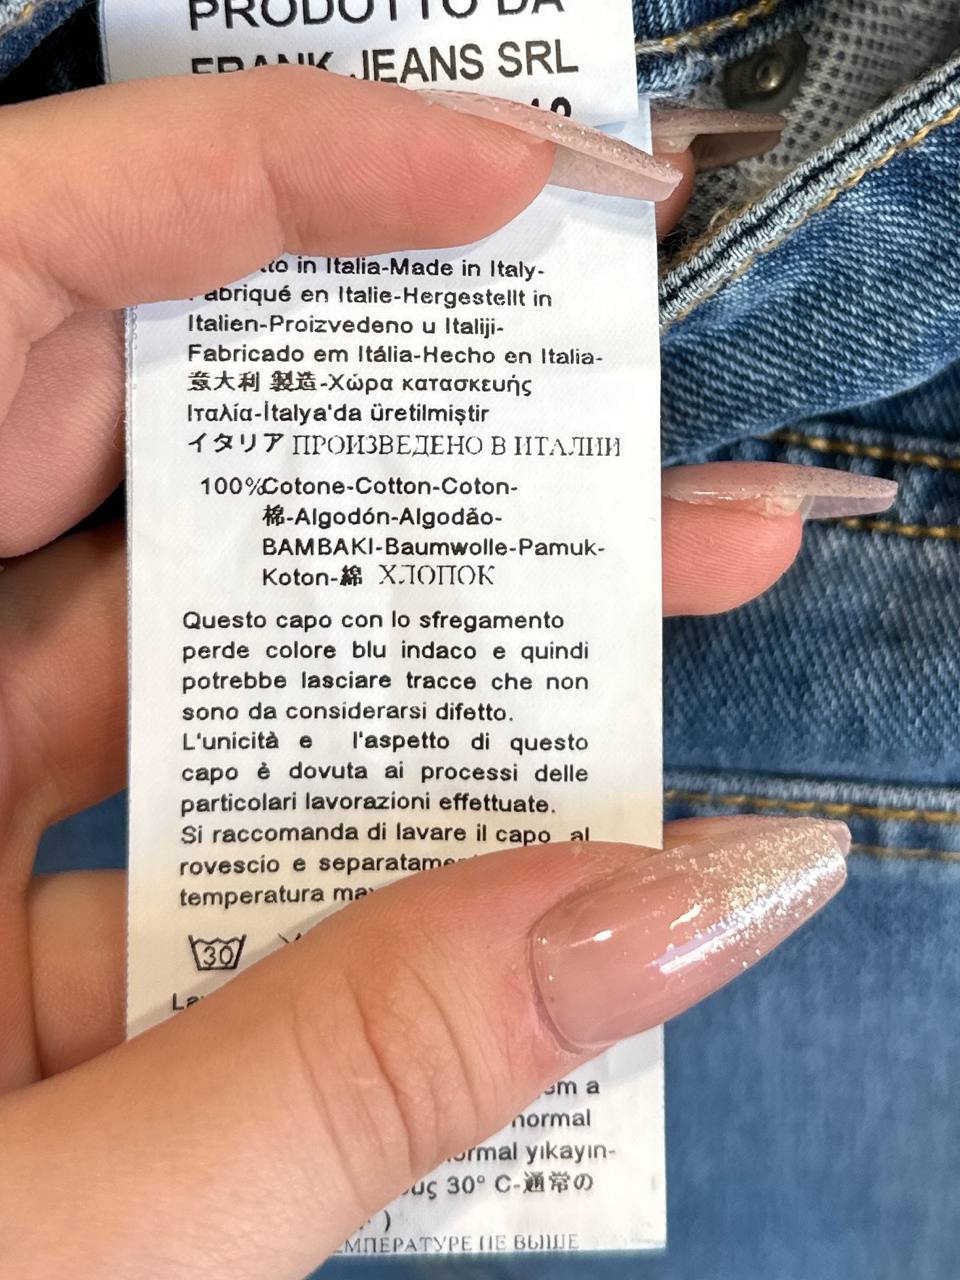 PRODOTTO DA
FRANK JEANS SRL
in Italia-Made in Italy-
Fabriqué en Italie-Hergestellt in
Italien-Proizvedeno u Italiji-
Fabricado em Itália-Hecho en Italia-
意大利 製造-Χώρα κατασκευής
Ιταλία-İtalya'da üretilmiştir
イタリア ПРОИЗВЕДЕНО В ИТАЛИИ
100%Cotone-Cotton-Coton-
棉-Algodón-Algodão-
BAMBAKI-Baumwolle-Pamuk-
Koton-綿 ХЛОПОК
Questo capo con lo sfregamento
perde colore blu indaco e quindi
potrebbe lasciare tracce che non
sono da considerarsi difetto.
L'unicità e l'aspetto di questo
capo è dovuta ai processi delle
particolari lavorazioni effettuate.
Si raccomanda di lavare il capo al
rovescio e
temperatura
30
a
normal
normal yıkayın-
30° C-通常の
)
НЕ ВЫШЕ